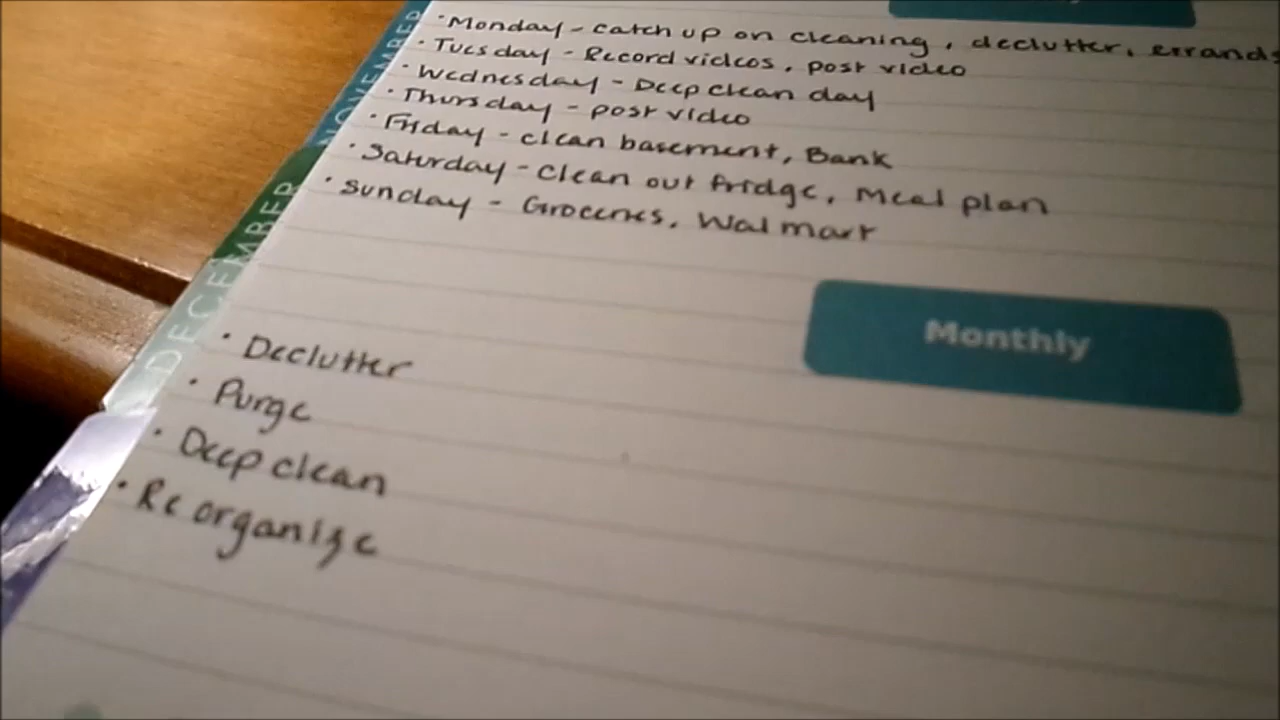 · Monday - catch up on cleaning, declutter, errands
· Tuesday - Record videos, post video
· Wednesday - Deep clean day
· Thursday - post video
· Friday - clean basement, Bank
· Saturday - clean out fridge, Meal plan
· Sunday - Groceries, Walmart
Monthly
· Declutter
· Purge
· Deep clean
· Re organize
NOVEMBER
DECEMBER